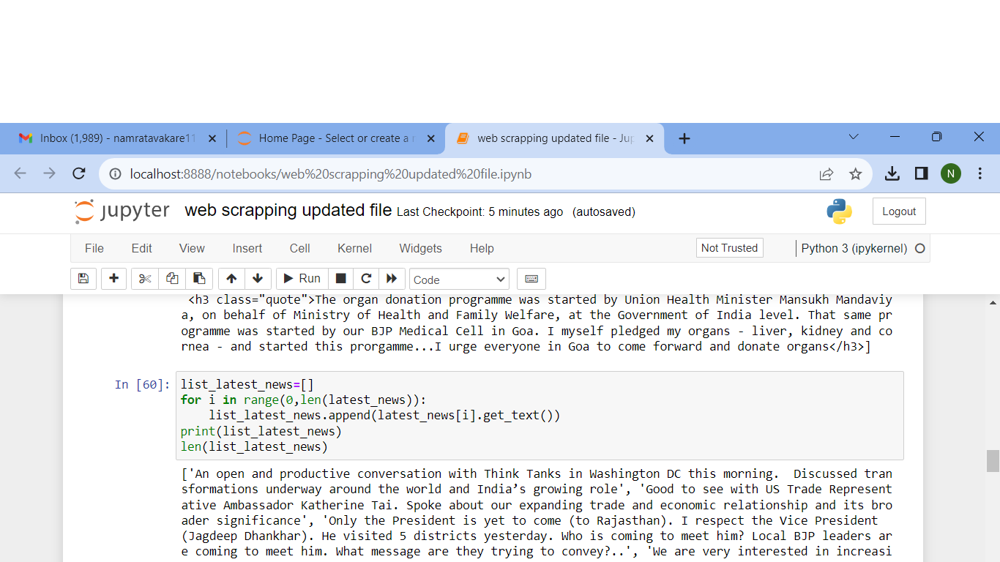 Inbox (1,989) - namratavakare11
Home Page - Select or create a n
web scrapping updated file - Jup
localhost:8888/notebooks/web%20scrapping%20updated%20file.ipynb
N
jupyter web scrapping updated file Last Checkpoint: 5 minutes ago (autosaved)
Logout
File Edit View Insert Cell Kernel Widgets Help Not Trusted Python 3 (ipykernel)
Run Code
<h3 class="quote">The organ donation programme was started by Union Health Minister Mansukh Mandaviy
a, on behalf of Ministry of Health and Family Welfare, at the Government of India level. That same pr
ogramme was started by our BJP Medical Cell in Goa. I myself pledged my organs - liver, kidney and co
rnea - and started this prorgamme...I urge everyone in Goa to come forward and donate organs</h3>]
In [60]: list_latest_news=[]
for i in range(0,len(latest_news)):
    list_latest_news.append(latest_news[i].get_text())
print(list_latest_news)
len(list_latest_news)
['An open and productive conversation with Think Tanks in Washington DC this morning.  Discussed tran
sformations underway around the world and India’s growing role', 'Good to see with US Trade Represent
ative Ambassador Katherine Tai. Spoke about our expanding trade and economic relationship and its bro
ader significance', 'Only the President is yet to come (to Rajasthan). I respect the Vice President
(Jagdeep Dhankhar). He visited 5 districts yesterday. Who is coming to meet him? Local BJP leaders ar
e coming to meet him. What message are they trying to convey?..', 'We are very interested in increasi